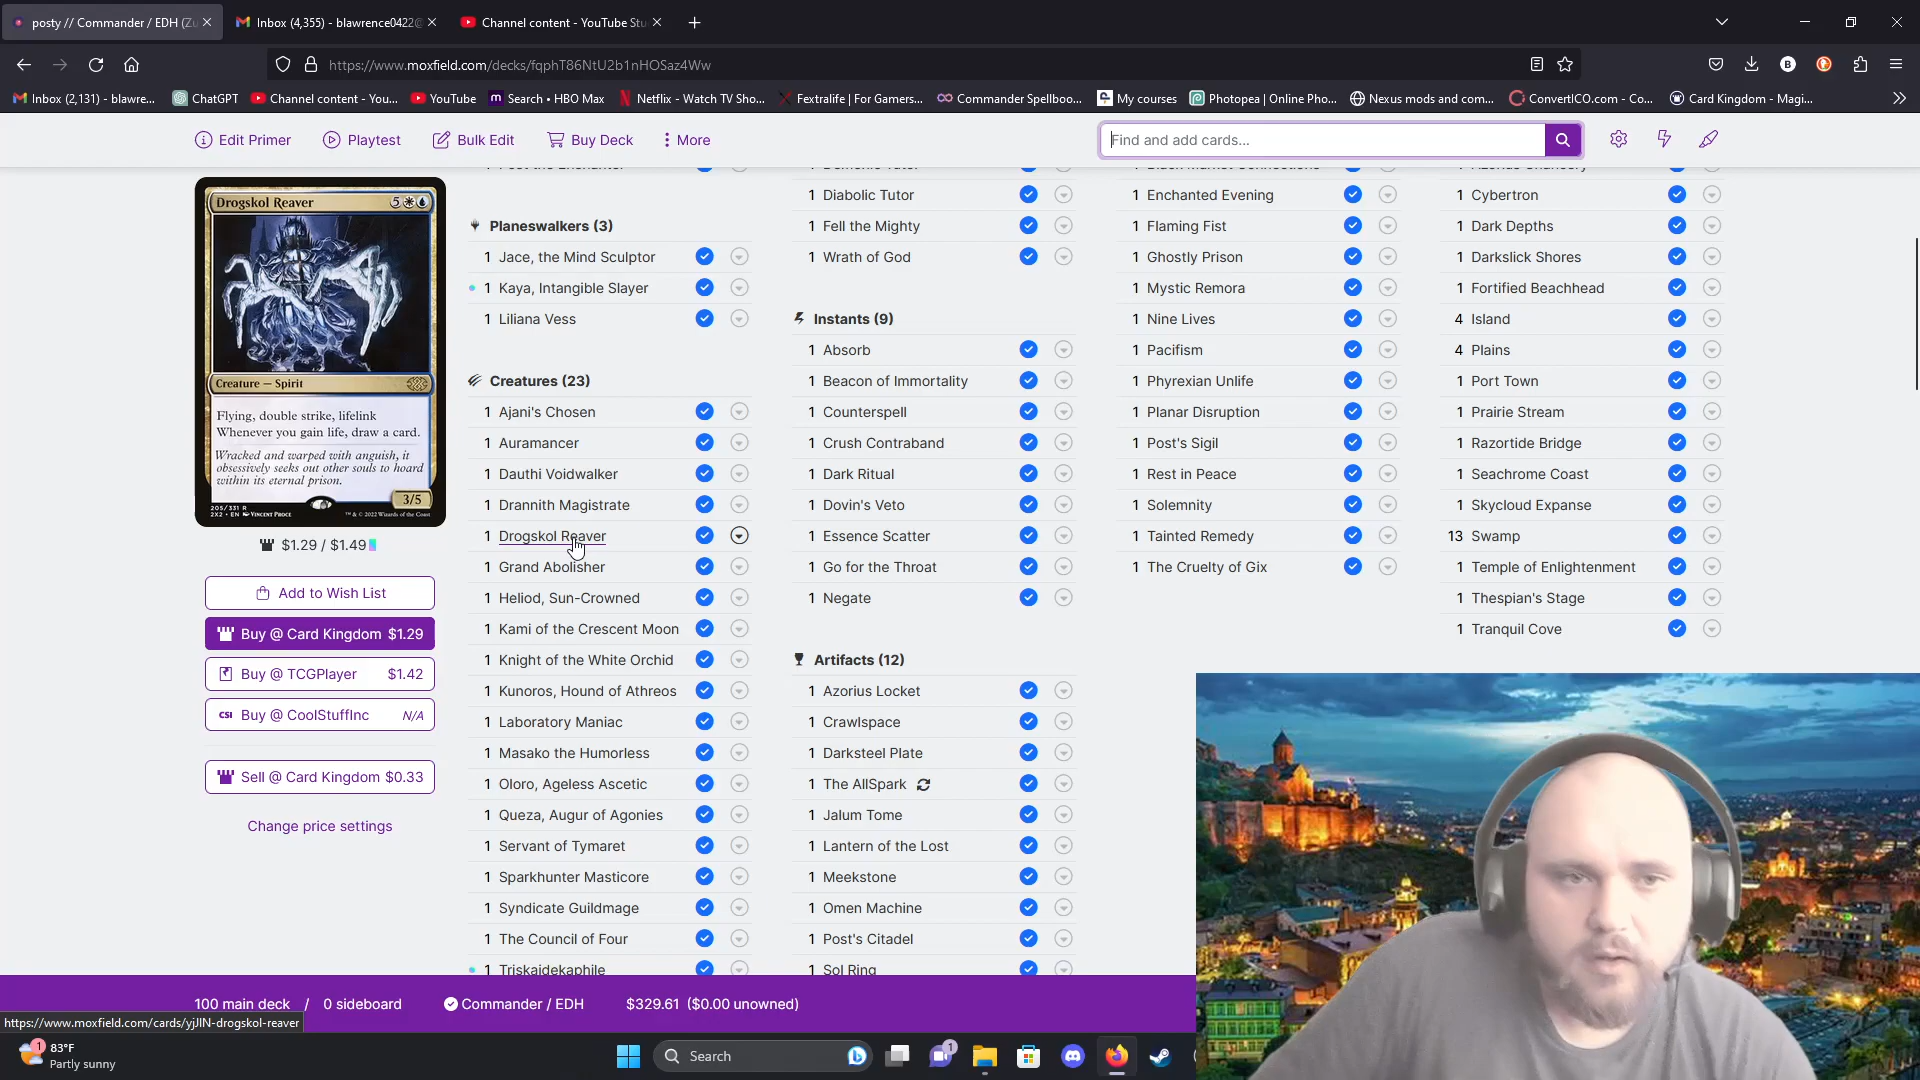 posty // Commander / EDH (Zu
Inbox (4,355) - blawrence0422@
Channel content - YouTube Stu
https://www.moxfield.com/decks/fqphT86NtU2b1nHOSaz4Ww
Inbox (2,131) - blawre...
ChatGPT
Channel content - You...
YouTube
Search • HBO Max
Netflix - Watch TV Sho...
Fextralife | For Gamers...
Commander Spellboo...
My courses
Photopea | Online Pho...
Nexus mods and com...
ConvertICO.com - Co...
Card Kingdom - Magi...
Edit Primer
Playtest
Bulk Edit
Buy Deck
More
Find and add cards...
Drogskol Reaver 5
Creature — Spirit
Flying, double strike, lifelink
Whenever you gain life, draw a card.
Wracked and warped with anguish, it
obsessively seeks out other souls to hoard
within its eternal prison.
3/5
205/331 R
2X2 • EN VINCENT PROCE
™ & © 2022 Wizards of the Coast
$1.29 / $1.49
Add to Wish List
Buy @ Card Kingdom $1.29
Buy @ TCGPlayer $1.42
CSI Buy @ CoolStuffInc N/A
Sell @ Card Kingdom $0.33
Change price settings
Planeswalkers (3)
1 Jace, the Mind Sculptor
1 Kaya, Intangible Slayer
1 Liliana Vess
Creatures (23)
1 Ajani's Chosen
1 Auramancer
1 Dauthi Voidwalker
1 Drannith Magistrate
1 Drogskol Reaver
1 Grand Abolisher
1 Heliod, Sun-Crowned
1 Kami of the Crescent Moon
1 Knight of the White Orchid
1 Kunoros, Hound of Athreos
1 Laboratory Maniac
1 Masako the Humorless
1 Oloro, Ageless Ascetic
1 Queza, Augur of Agonies
1 Servant of Tymaret
1 Sparkhunter Masticore
1 Syndicate Guildmage
1 The Council of Four
1 Triskaidekaphile
1 Diabolic Tutor
1 Fell the Mighty
1 Wrath of God
Instants (9)
1 Absorb
1 Beacon of Immortality
1 Counterspell
1 Crush Contraband
1 Dark Ritual
1 Dovin's Veto
1 Essence Scatter
1 Go for the Throat
1 Negate
Artifacts (12)
1 Azorius Locket
1 Crawlspace
1 Darksteel Plate
1 The AllSpark
1 Jalum Tome
1 Lantern of the Lost
1 Meekstone
1 Omen Machine
1 Post's Citadel
1 Sol Ring
1 Enchanted Evening
1 Flaming Fist
1 Ghostly Prison
1 Mystic Remora
1 Nine Lives
1 Pacifism
1 Phyrexian Unlife
1 Planar Disruption
1 Post's Sigil
1 Rest in Peace
1 Solemnity
1 Tainted Remedy
1 The Cruelty of Gix
1 Cybertron
1 Dark Depths
1 Darkslick Shores
1 Fortified Beachhead
4 Island
4 Plains
1 Port Town
1 Prairie Stream
1 Razortide Bridge
1 Seachrome Coast
1 Skycloud Expanse
13 Swamp
1 Temple of Enlightenment
1 Thespian's Stage
1 Tranquil Cove
100 main deck / 0 sideboard
Commander / EDH
$329.61 ($0.00 unowned)
https://www.moxfield.com/cards/yjJIN-drogskol-reaver
1
83°F
Partly sunny
Search
1